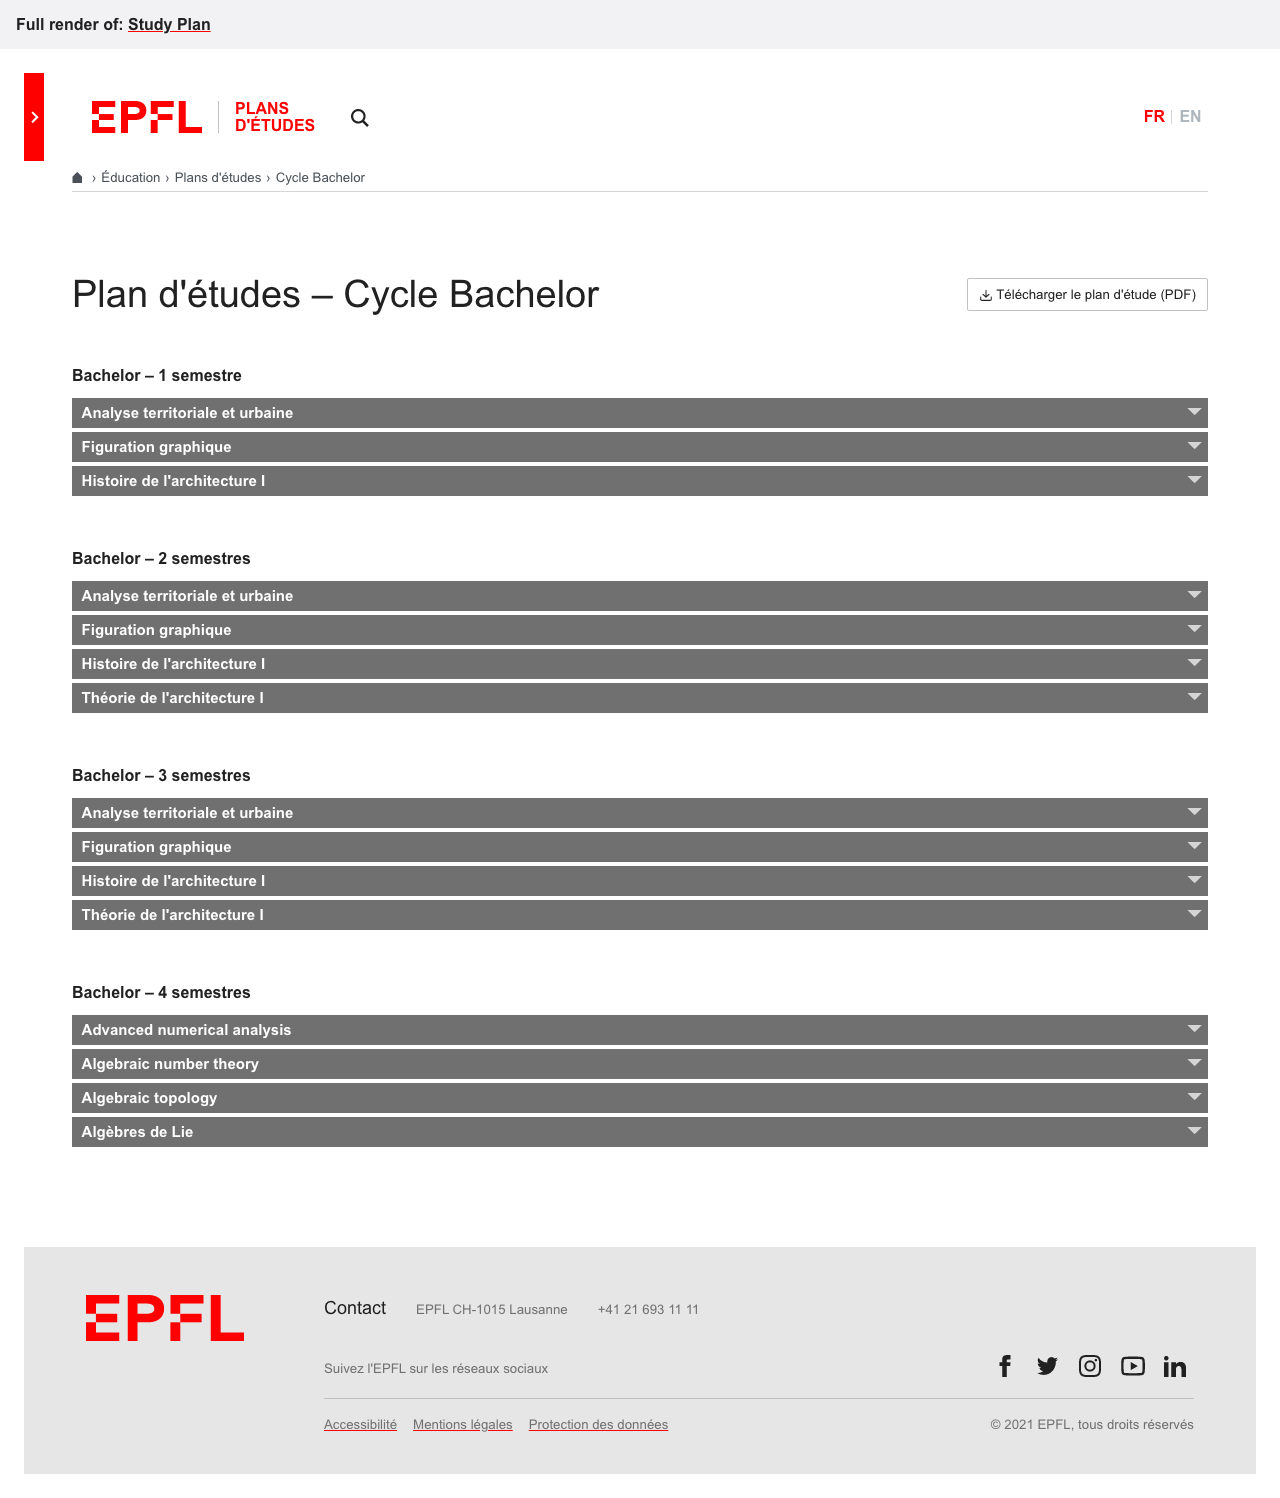 Full render of: Study Plan
EPFL
PLANS
D'ÉTUDES
FR
EN
› Éducation › Plans d'études › Cycle Bachelor
Plan d'études – Cycle Bachelor
Télécharger le plan d'étude (PDF)
Bachelor – 1 semestre
Analyse territoriale et urbaine
Figuration graphique
Histoire de l'architecture I
Bachelor – 2 semestres
Analyse territoriale et urbaine
Figuration graphique
Histoire de l'architecture I
Théorie de l'architecture I
Bachelor – 3 semestres
Analyse territoriale et urbaine
Figuration graphique
Histoire de l'architecture I
Théorie de l'architecture I
Bachelor – 4 semestres
Advanced numerical analysis
Algebraic number theory
Algebraic topology
Algèbres de Lie
EPFL
Contact EPFL CH-1015 Lausanne +41 21 693 11 11
Suivez l'EPFL sur les réseaux sociaux
Accessibilité Mentions légales Protection des données
© 2021 EPFL, tous droits réservés